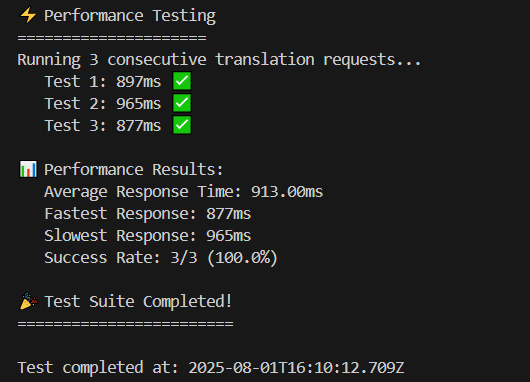 ⚡ Performance Testing
=====================
Running 3 consecutive translation requests...
Test 1: 897ms ✅
Test 2: 965ms ✅
Test 3: 877ms ✅
📊 Performance Results:
Average Response Time: 913.00ms
Fastest Response: 877ms
Slowest Response: 965ms
Success Rate: 3/3 (100.0%)
🎉 Test Suite Completed!
========================
Test completed at: 2025-08-01T16:10:12.709Z